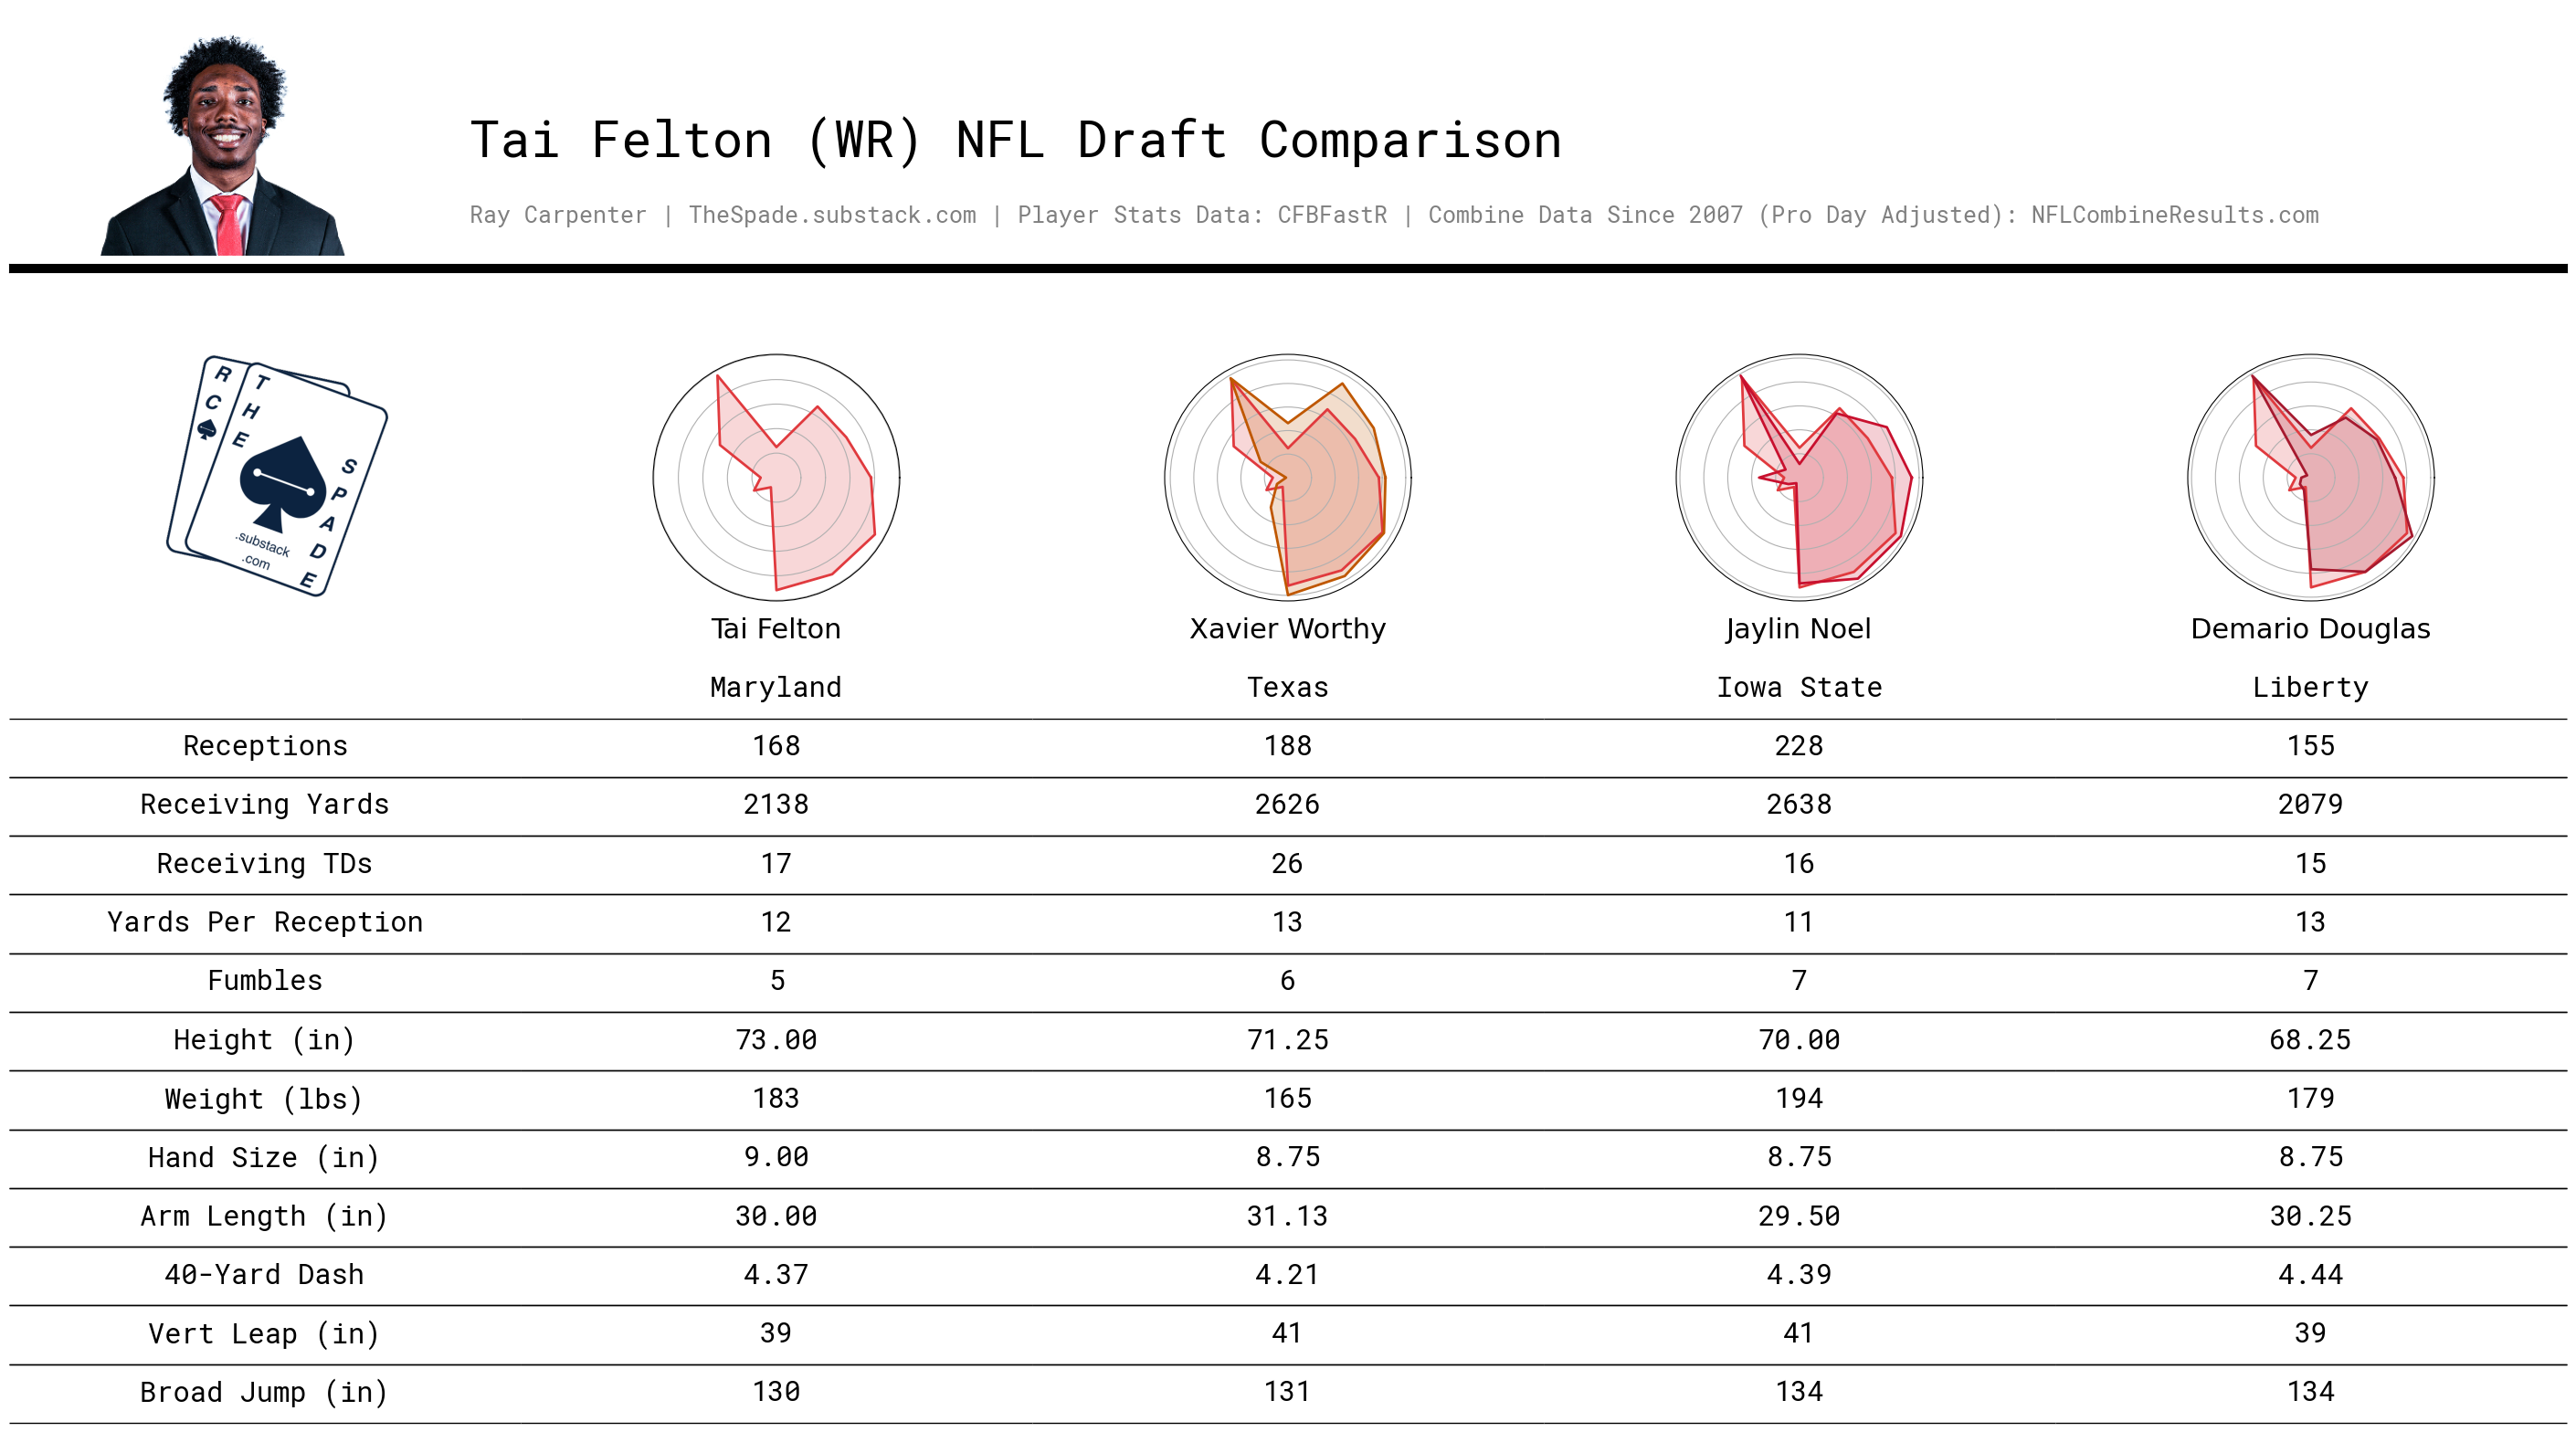 Tai Felton (WR) NFL Draft Comparison
Ray Carpenter | TheSpade.substack.com | Player Stats Data: CFBFastR | Combine Data Since 2007 (Pro Day Adjusted): NFLCombineResults.com
RC
THE
SPADE
.substack
.com
Tai Felton Xavier Worthy Jaylin Noel Demario Douglas
Maryland Texas Iowa State Liberty
Receptions 168 188 228 155
Receiving Yards 2138 2626 2638 2079
Receiving TDs 17 26 16 15
Yards Per Reception 12 13 11 13
Fumbles 5 6 7 7
Height (in) 73.00 71.25 70.00 68.25
Weight (lbs) 183 165 194 179
Hand Size (in) 9.00 8.75 8.75 8.75
Arm Length (in) 30.00 31.13 29.50 30.25
40-Yard Dash 4.37 4.21 4.39 4.44
Vert Leap (in) 39 41 41 39
Broad Jump (in) 130 131 134 134